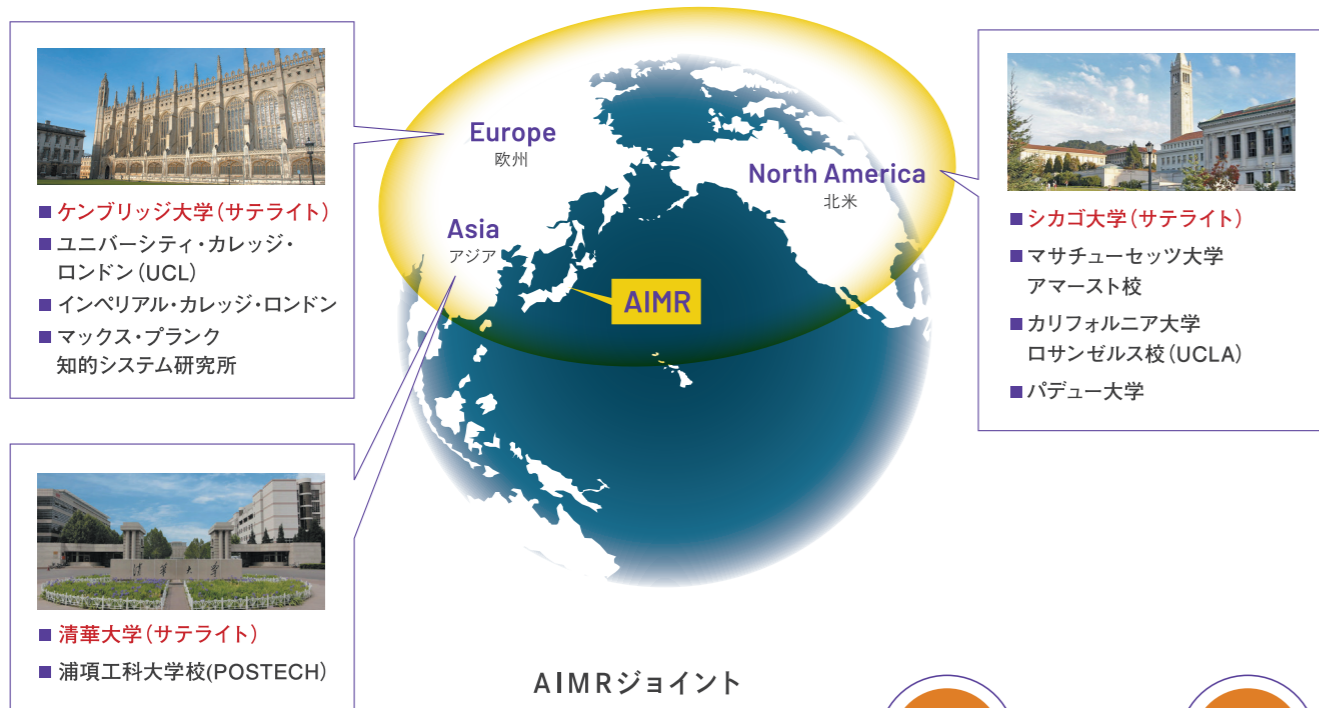 Europe
欧州
North America
北米
Asia
アジア
AIMR
■ ケンブリッジ大学(サテライト)
■ ユニバーシティ・カレッジ・
ロンドン(UCL)
■ インペリアル・カレッジ・ロンドン
■ マックス・プランク
知的システム研究所
■ シカゴ大学(サテライト)
■ マサチューセッツ大学
アマースト校
■ カリフォルニア大学
ロサンゼルス校(UCLA)
■ パデュー大学
清華大学
■ 清華大学(サテライト)
■ 浦項工科大学校(POSTECH)
AIMRジョイント